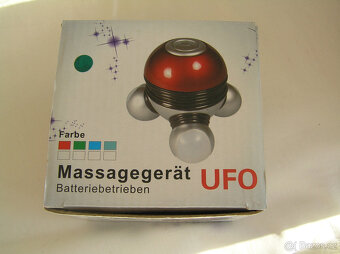 Farbe
Massagegerät UFO
Batteriebetrieben